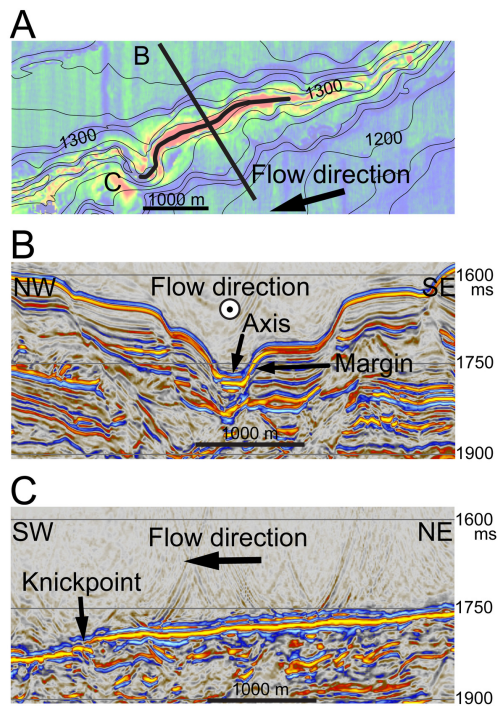 A
B
1300
1300
1200
C
Flow direction
1000 m
B
1600
ms
NW
SE
Flow direction
Axis
Margin
1750
1000 m
1900
C
1600
ms
SW
NE
Flow direction
Knickpoint
1750
1000 m
1900